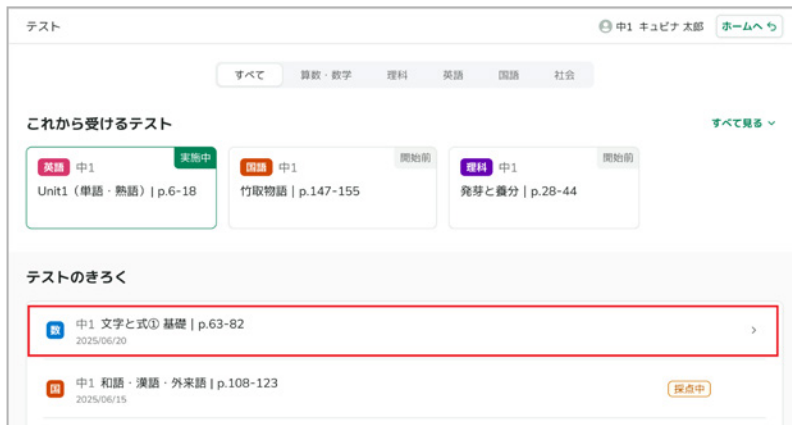 テスト
中1 キュビナ 太郎
ホームへ
すべて
算数・数学
理科
英語
国語
社会
これから受けるテスト
すべて見る
英語 中1
実施中
Unit1（単語・熟語）| p.6-18
国語 中1
開始前
竹取物語 | p.147-155
理科 中1
開始前
発芽と養分 | p.28-44
テストのきろく
数
中1 文字と式① 基礎 | p.63-82
2025/06/20
国
中1 和語・漢語・外来語 | p.108-123
2025/06/15
採点中